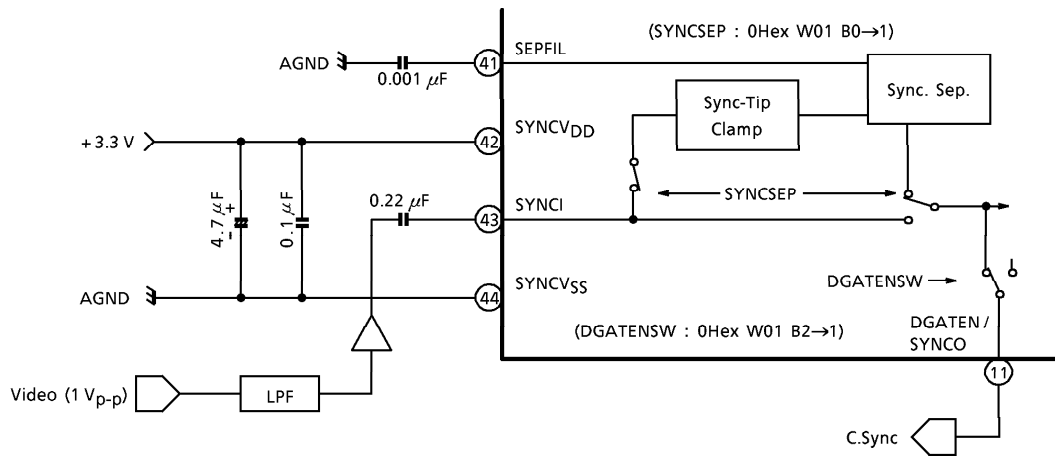 SEPFIL
(SYNCSEP : 0Hex W01 B0→1)
AGND
0.001 μF
41
Sync. Sep.
Sync-Tip
Clamp
+3.3 V
42
SYNCVDD
4.7 μF
+
-
0.1 μF
0.22 μF
43
SYNCI
SYNCSEP
AGND
44
SYNCVSS
DGATENSW
(DGATENSW : 0Hex W01 B2→1)
DGATEN /
SYNCO
11
Video (1 Vp-p)
LPF
C.Sync